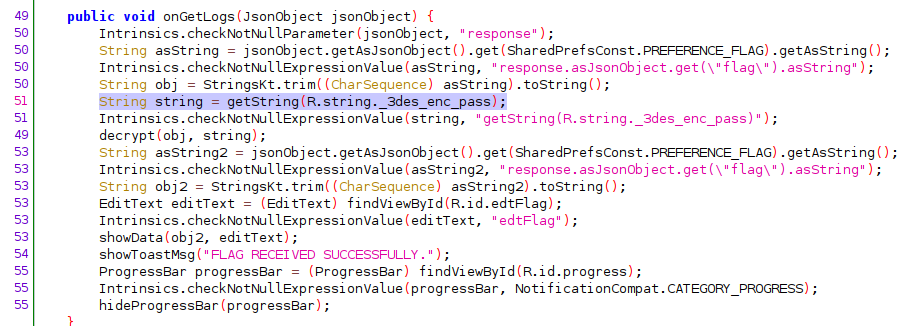 49 public void onGetLogs(JsonObject jsonObject) {
50 Intrinsics.checkNotNullParameter(jsonObject, "response");
50 String asString = jsonObject.getAsJsonObject().get(SharedPrefsConst.PREFERENCE_FLAG).getAsString();
50 Intrinsics.checkNotNullExpressionValue(asString, "response.asJsonObject.get(\"flag\").asString");
50 String obj = StringsKt.trim((CharSequence) asString).toString();
51 String string = getString(R.string._3des_enc_pass);
51 Intrinsics.checkNotNullExpressionValue(string, "getString(R.string._3des_enc_pass)");
49 decrypt(obj, string);
53 String asString2 = jsonObject.getAsJsonObject().get(SharedPrefsConst.PREFERENCE_FLAG).getAsString();
53 Intrinsics.checkNotNullExpressionValue(asString2, "response.asJsonObject.get(\"flag\").asString");
53 String obj2 = StringsKt.trim((CharSequence) asString2).toString();
53 EditText editText = (EditText) findViewById(R.id.edtFlag);
53 Intrinsics.checkNotNullExpressionValue(editText, "edtFlag");
53 showData(obj2, editText);
54 showToastMsg("FLAG RECEIVED SUCCESSFULLY.");
55 ProgressBar progressBar = (ProgressBar) findViewById(R.id.progress);
55 Intrinsics.checkNotNullExpressionValue(progressBar, NotificationCompat.CATEGORY_PROGRESS);
55 hideProgressBar(progressBar);
}